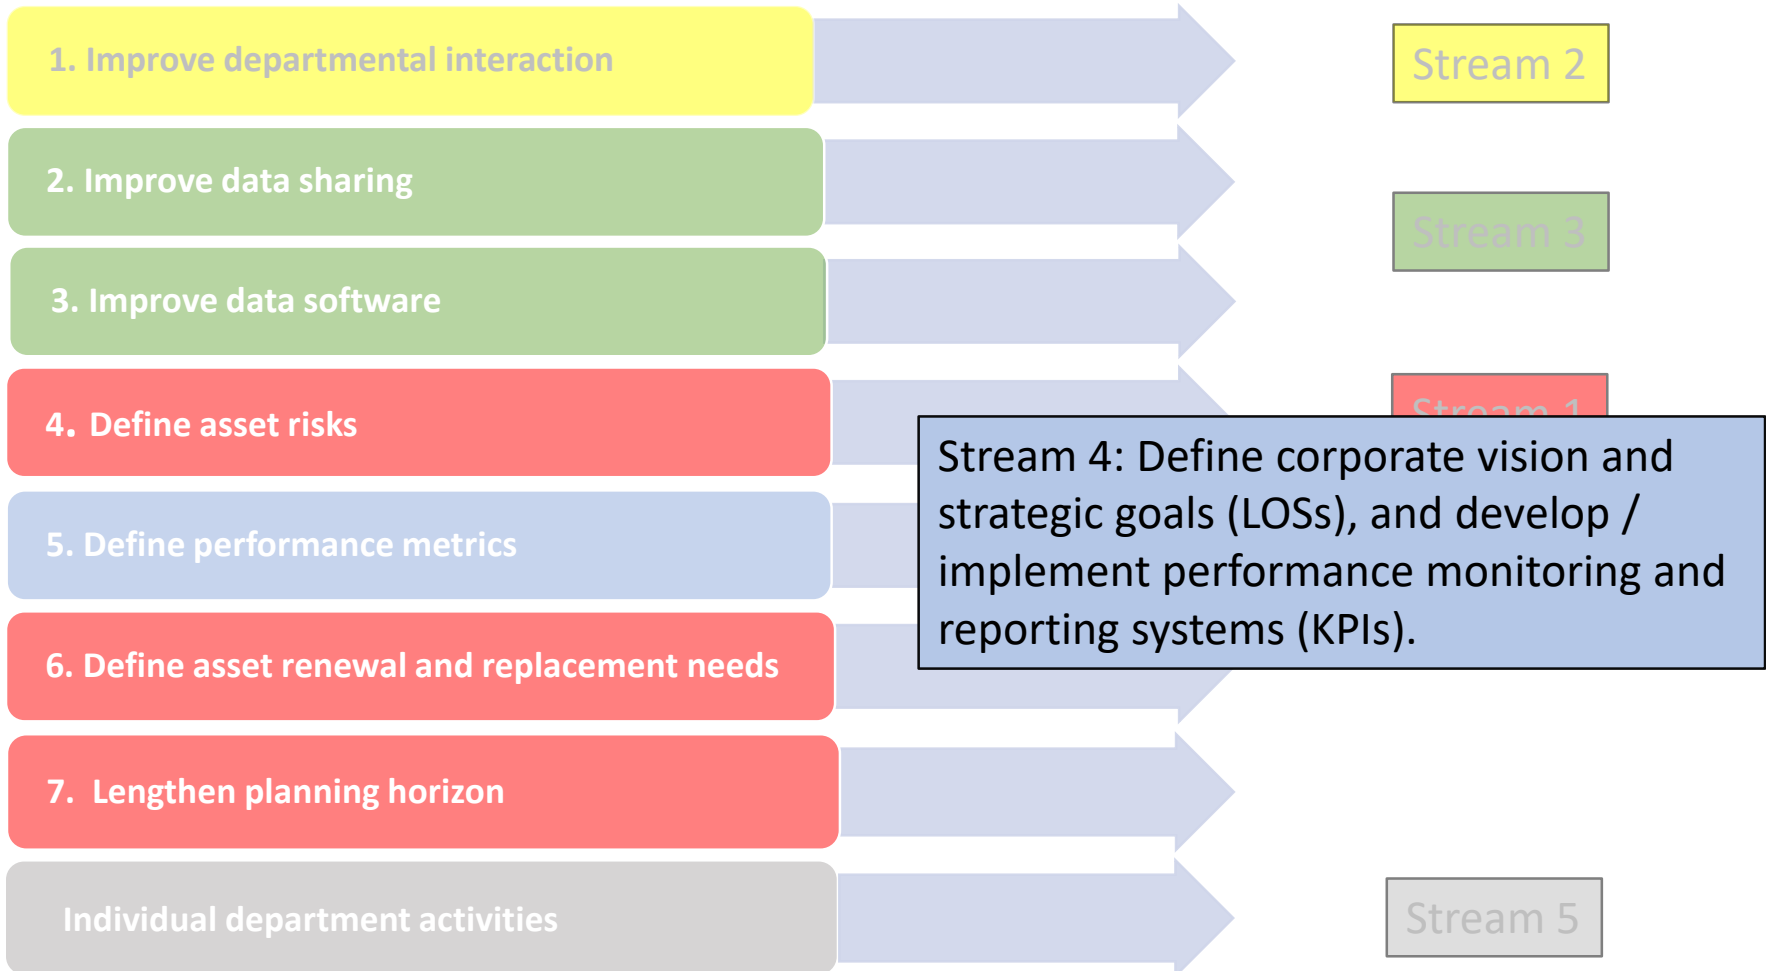 1. Improve departmental interaction
Stream 2
2. Improve data sharing
Stream 3
3. Improve data software
4. Define asset risks
Stream 1
Stream 4: Define corporate vision and
strategic goals (LOSs), and develop /
implement performance monitoring and
reporting systems (KPIs).
5. Define performance metrics
6. Define asset renewal and replacement needs
7. Lengthen planning horizon
Individual department activities
Stream 5